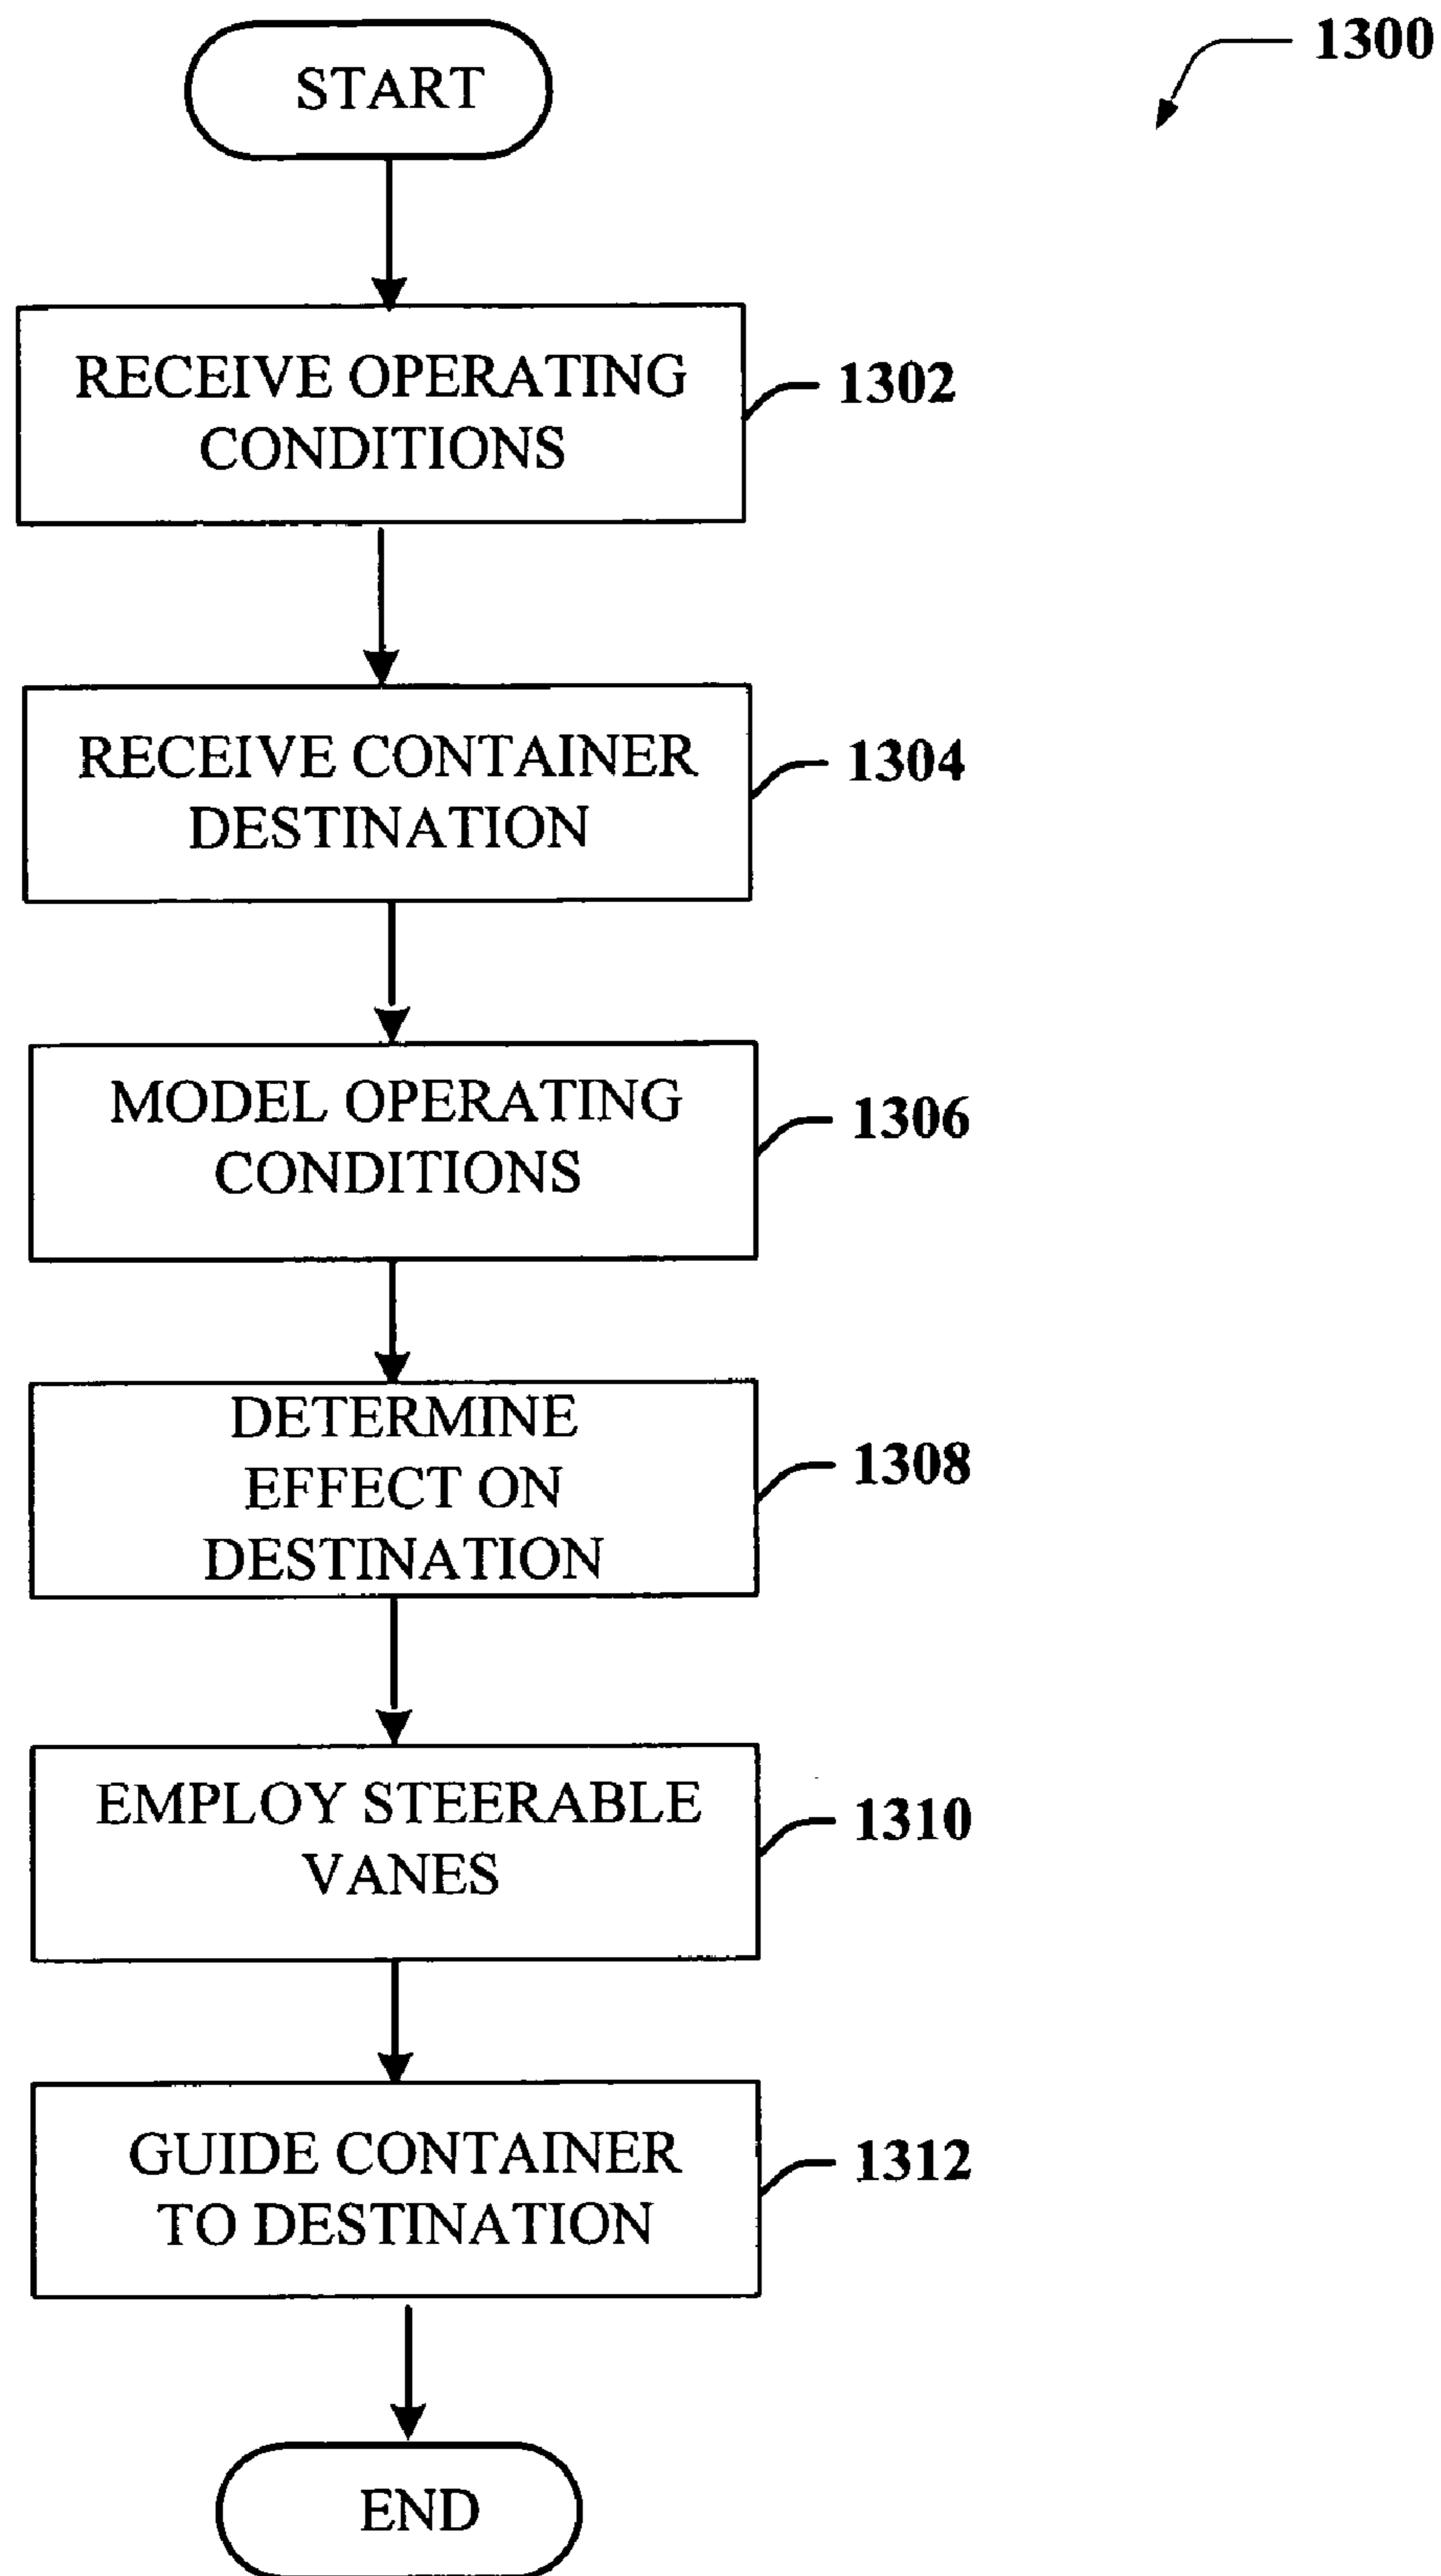 1300
START
RECEIVE OPERATING
CONDITIONS
1302
RECEIVE CONTAINER
DESTINATION
1304
MODEL OPERATING
CONDITIONS
1306
DETERMINE
EFFECT ON
DESTINATION
1308
EMPLOY STEERABLE
VANES
1310
GUIDE CONTAINER
TO DESTINATION
1312
END